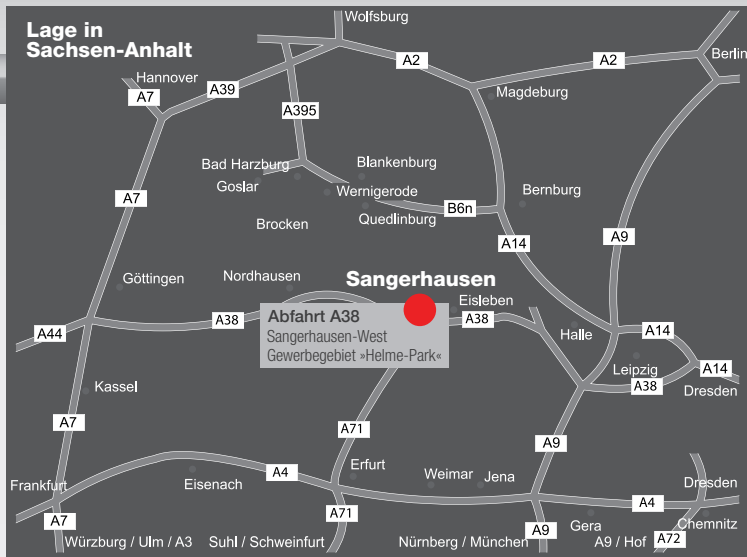 Lage in
Sachsen-Anhalt
Wolfsburg
Berlin
Hannover
A2
A2
A7
A39
Magdeburg
A395
Bad Harzburg
Blankenburg
Goslar
Wernigerode
A7
Bernburg
B6n
Quedlinburg
Brocken
A9
A14
Göttingen
Nordhausen
Sangerhausen
Eisleben
Abfahrt A38
Sangerhausen-West
Gewerbegebiet »Helme-Park«
A38
A38
A44
Halle
A14
Leipzig
A14
Kassel
A38
Dresden
A7
A71
A9
Erfurt
A4
Eisenach
Weimar
Jena
Frankfurt
Dresden
A4
A7
A71
Gera
Chemnitz
A9
A72
Würzburg / Ulm / A3
Suhl / Schweinfurt
Nürnberg / München
A9 / Hof